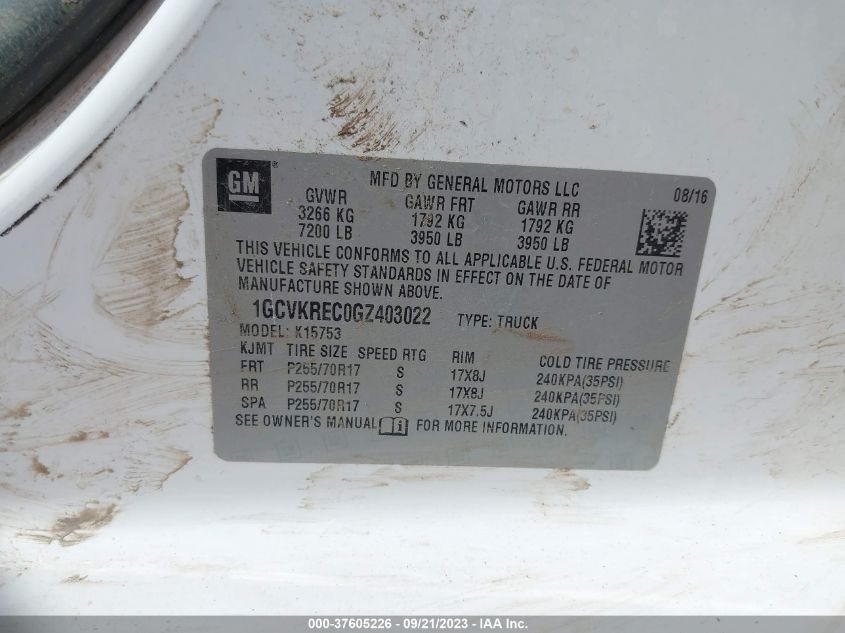 GM ®
MFD BY GENERAL MOTORS LLC 08/16
GVWR GAWR FRT GAWR RR
3266 KG 1792 KG 1792 KG
7200 LB 3950 LB 3950 LB
THIS VEHICLE CONFORMS TO ALL APPLICABLE U.S. FEDERAL MOTOR
VEHICLE SAFETY STANDARDS IN EFFECT ON THE DATE OF
MANUFACTURE SHOWN ABOVE.
1GCVKREC0GZ403022 TYPE: TRUCK
MODEL: K15753
KJMT TIRE SIZE SPEED RTG RIM COLD TIRE PRESSURE
FRT P255/70R17 S 17X8J 240KPA(35PSI)
RR P255/70R17 S 17X8J 240KPA(35PSI)
SPA P255/70R17 S 17X7.5J 240KPA(35PSI)
SEE OWNER'S MANUAL i FOR MORE INFORMATION.
000-37605226 - 09/21/2023 - IAA Inc.